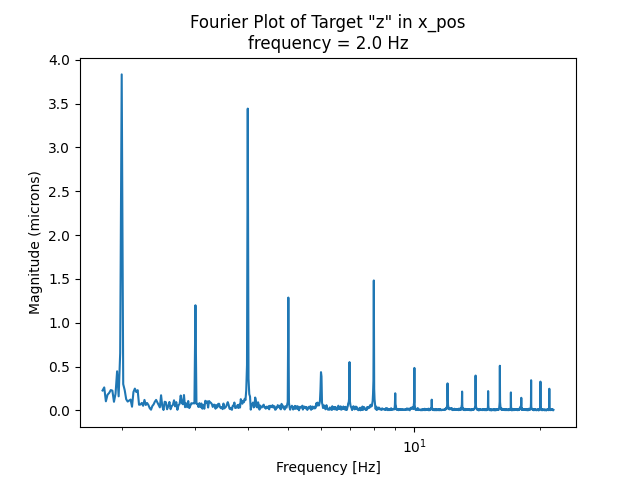 Fourier Plot of Target "z" in x_pos
frequency = 2.0 Hz
4.0
3.5
3.0
2.5
2.0
1.5
1.0
0.5
0.0
Magnitude (microns)
10¹
Frequency [Hz]